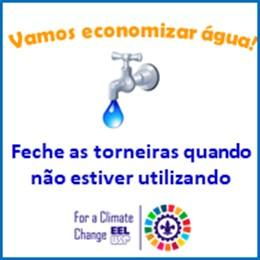 Vamos economizar água!
Feche as torneiras quando
não estiver utilizando
For a Climate
Change EEL
USP